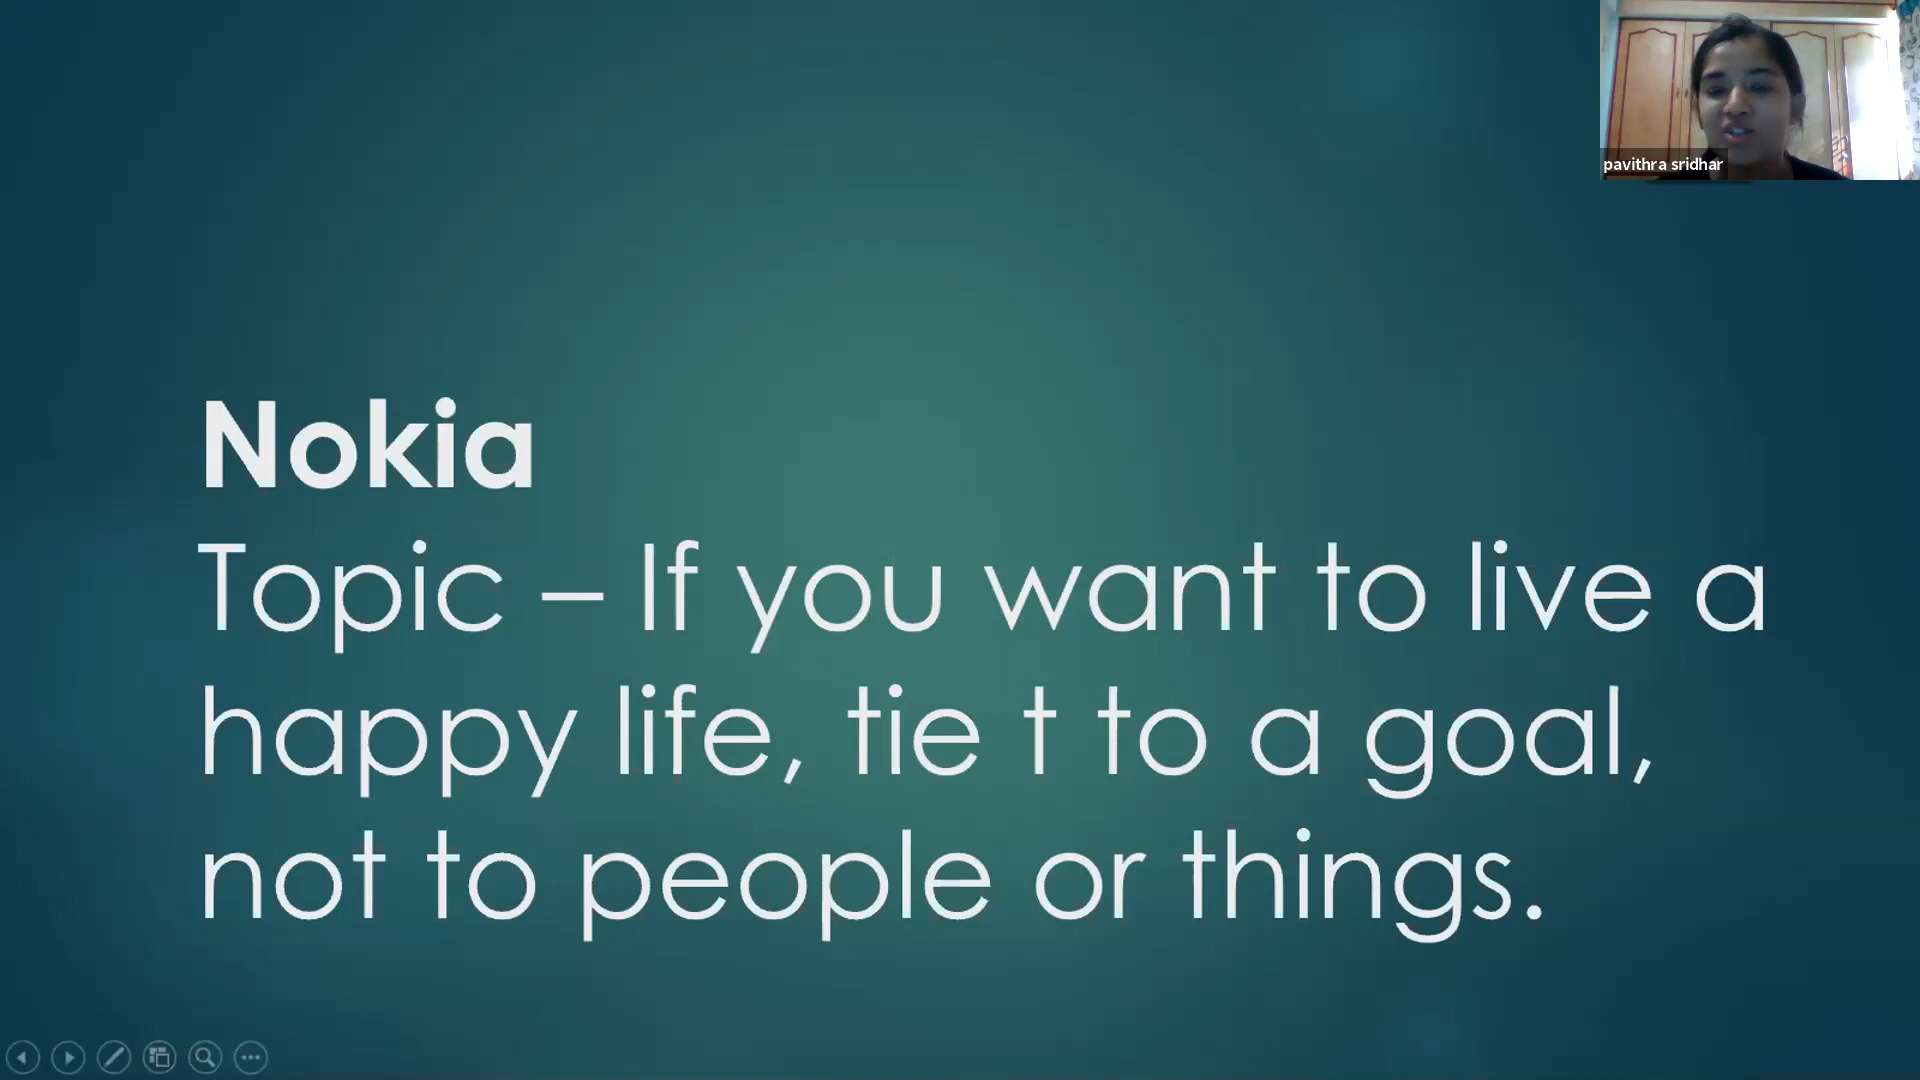 pavithra sridhar
Nokia
Topic – If you want to live a
happy life, tie t to a goal,
not to people or things.